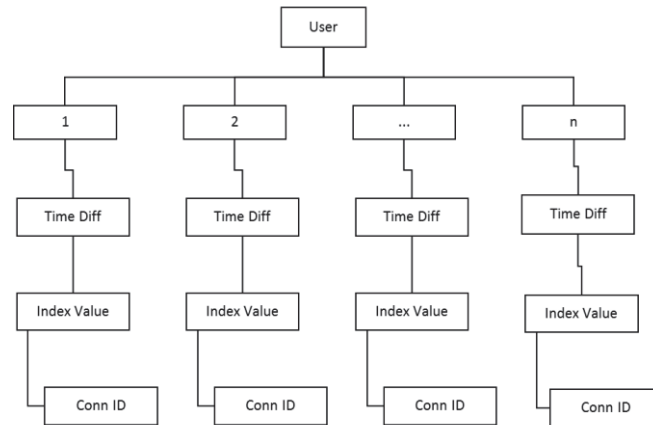 User
1
2
...
n
Time Diff
Time Diff
Time Diff
Time Diff
Index Value
Index Value
Index Value
Index Value
Conn ID
Conn ID
Conn ID
Conn ID